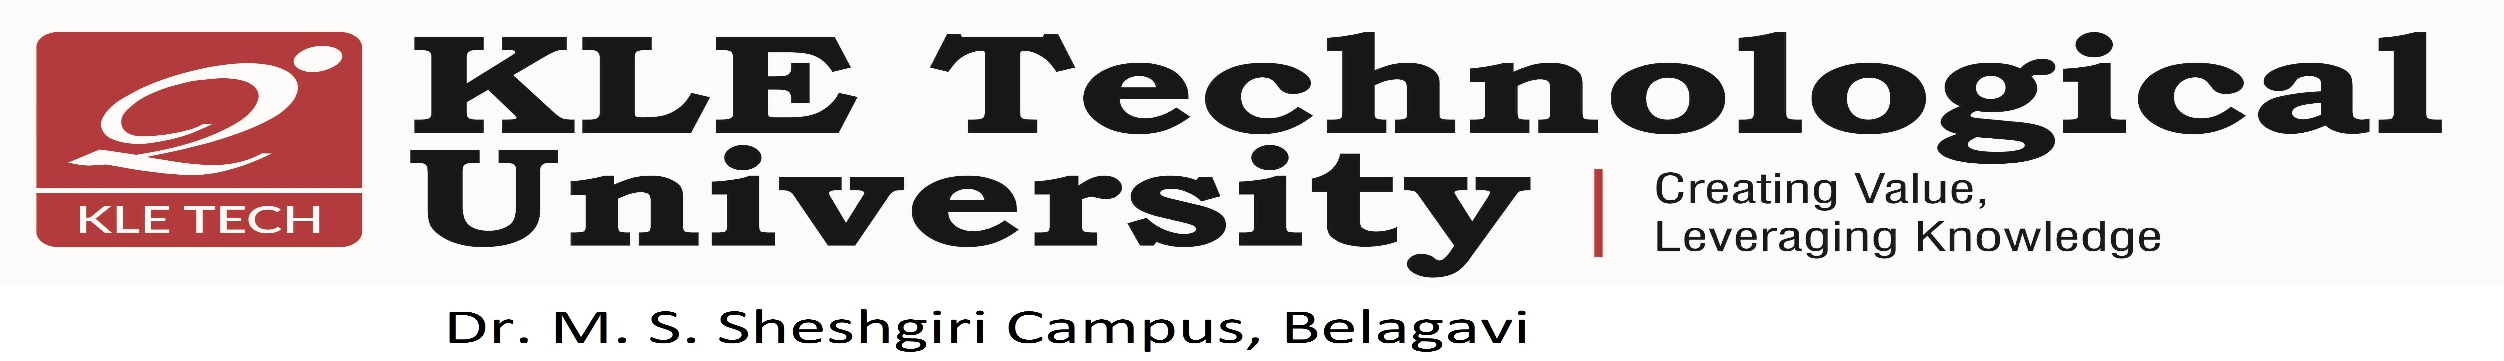 KLE TECH
KLE Technological
University
Creating Value,
Leveraging Knowledge
Dr. M. S. Sheshgiri Campus, Belagavi